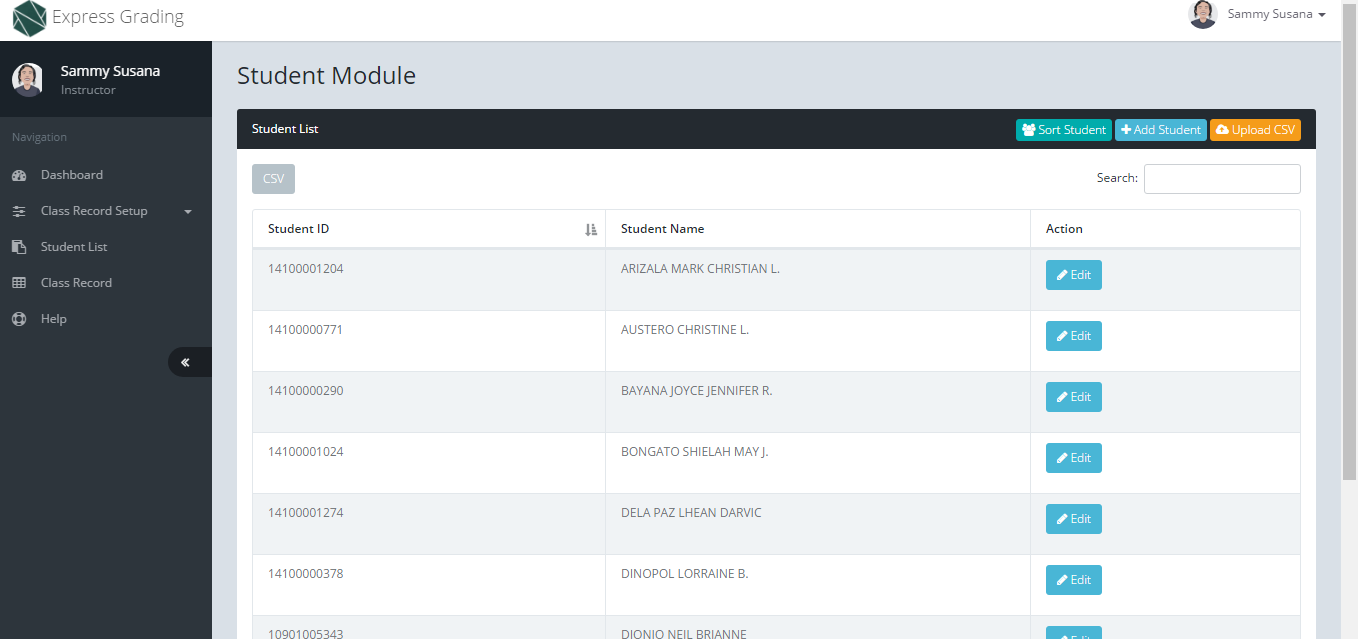 Express Grading
Sammy Susana
Sammy Susana
Instructor
Navigation
Dashboard
Class Record Setup
Student List
Class Record
Help
Student Module
Student List
Sort Student
Add Student
Upload CSV
CSV
Search:
Student ID Student Name Action
14100001204 ARIZALA MARK CHRISTIAN L. Edit
14100000771 AUSTERO CHRISTINE L. Edit
14100000290 BAYANA JOYCE JENNIFER R. Edit
14100001024 BONGATO SHIELAH MAY J. Edit
14100001274 DELA PAZ LHEAN DARVIC Edit
14100000378 DINOPOL LORRAINE B. Edit
10901005343 DIONIO NEIL BRIANNE Edit